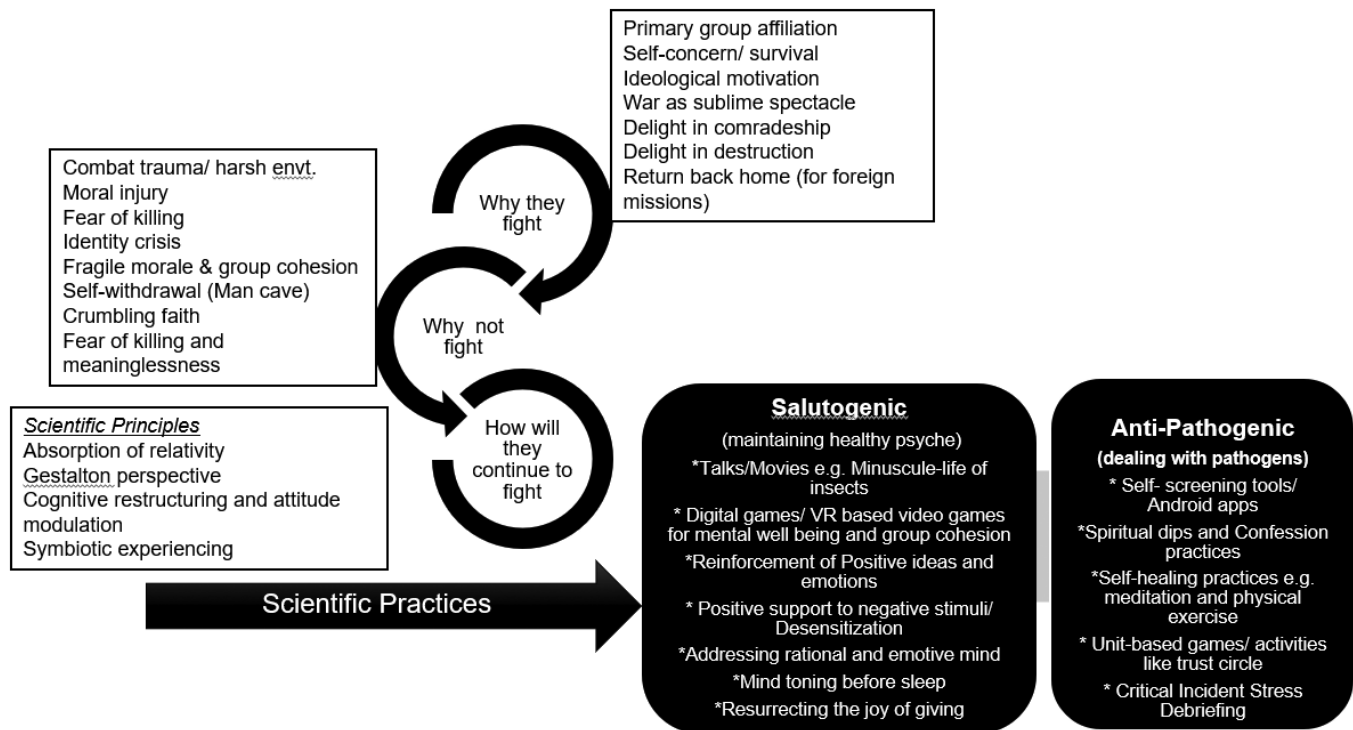 Primary group affiliation
Self-concern/ survival
Ideological motivation
War as sublime spectacle
Delight in comradeship
Delight in destruction
Return back home (for foreign
missions)
Why they
fight
Combat trauma/ harsh envt.
Moral injury
Fear of killing
Identity crisis
Fragile morale & group cohesion
Self-withdrawal (Man cave)
Crumbling faith
Fear of killing and
meaninglessness
Why not
fight
Scientific Principles
Absorption of relativity
Gestalton perspective
Cognitive restructuring and attitude
modulation
Symbiotic experiencing
How will
they
continue to
fight
Scientific Practices
Salutogenic
(maintaining healthy psyche)
*Talks/Movies e.g. Minuscule-life of
insects
* Digital games/ VR based video games
for mental well being and group cohesion
*Reinforcement of Positive ideas and
emotions
* Positive support to negative stimuli/
Desensitization
*Addressing rational and emotive mind
*Mind toning before sleep
*Resurrecting the joy of giving
Anti-Pathogenic
(dealing with pathogens)
* Self- screening tools/
Android apps
*Spiritual dips and Confession
practices
*Self-healing practices e.g.
meditation and physical
exercise
* Unit-based games/ activities
like trust circle
* Critical Incident Stress
Debriefing